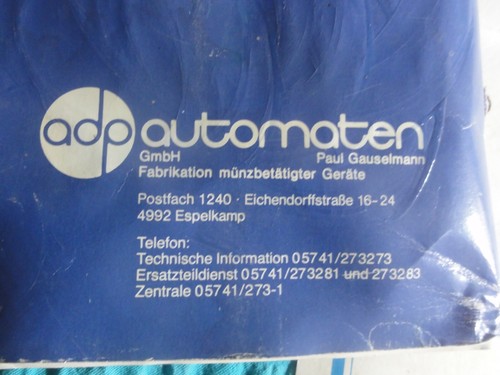 adp automaten
GmbH Paul Gauselmann
Fabrikation münzbetätigter Geräte
Postfach 1240 · Eichendorffstraße 16-24
4992 Espelkamp
Telefon:
Technische Information 05741/273273
Ersatzteildienst 05741/273281 und 273283
Zentrale 05741/273-1